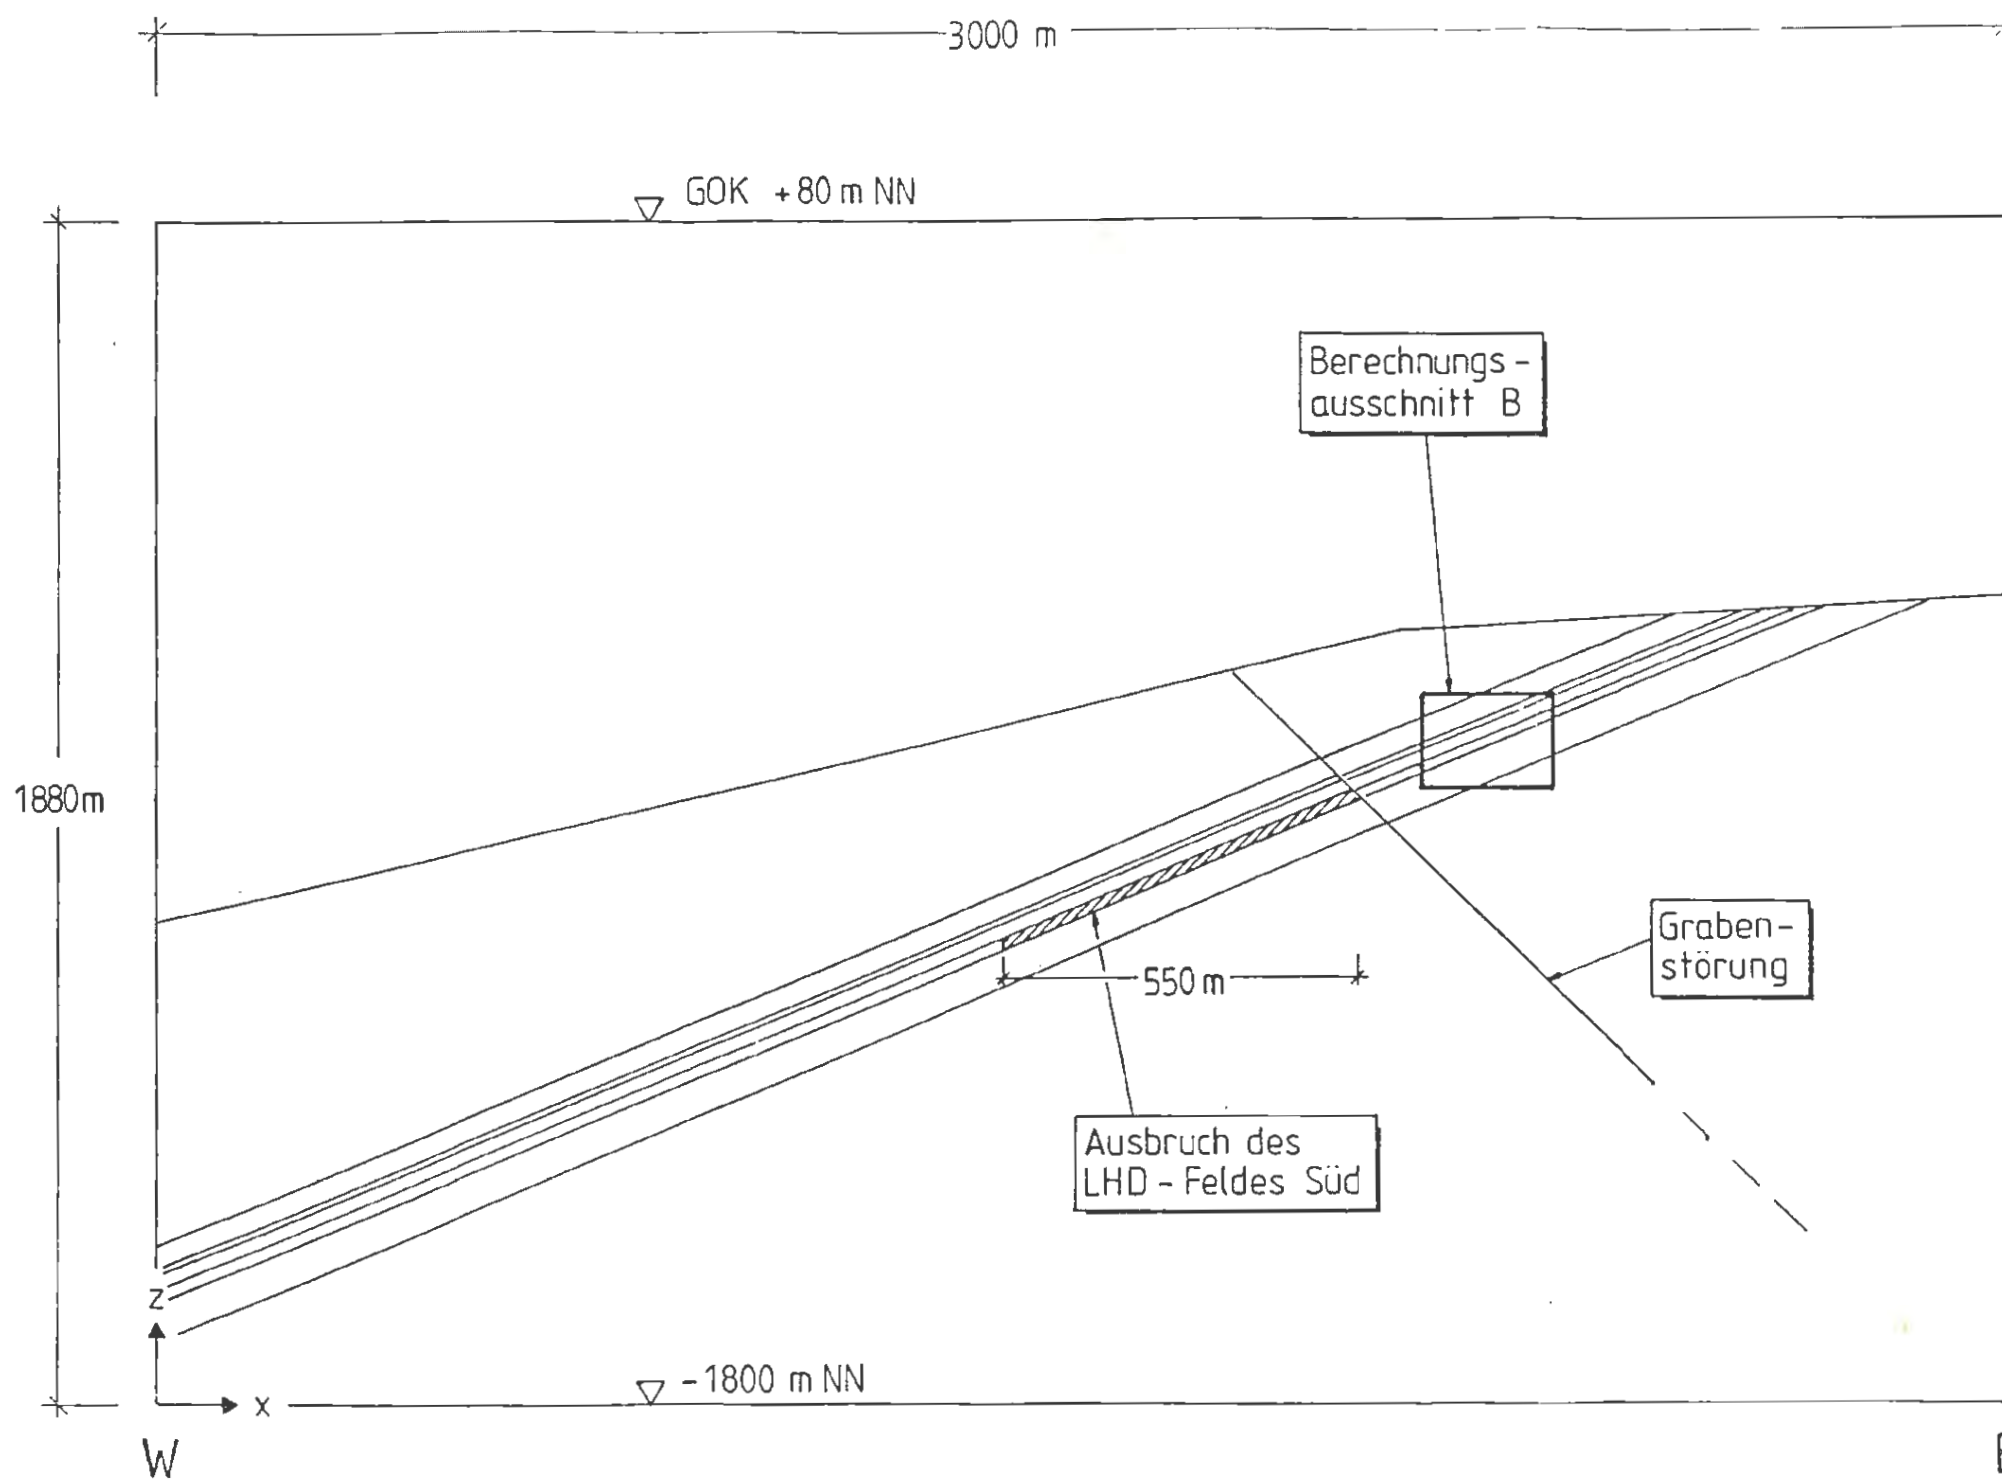 3000 m
GOK +80 m NN
Berechnungs-
ausschnitt B
1880m
Graben-
störung
550 m
Ausbruch des
LHD-Feldes Süd
z
-1800 m NN
x
W